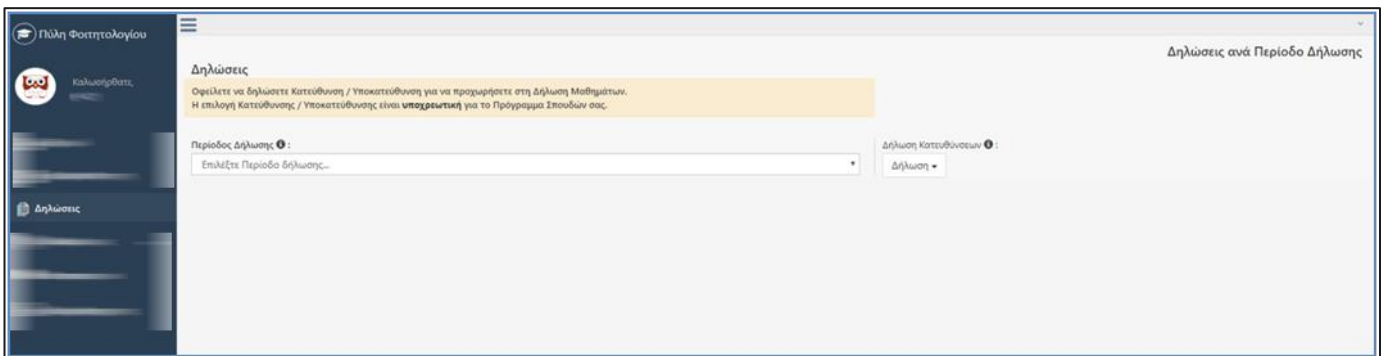 Πύλη Φοιτητολογίου
Καλωσήρθατε,
Δηλώσεις ανά Περίοδο Δήλωσης
Δηλώσεις
Οφείλετε να δηλώσετε Κατεύθυνση / Υποκατεύθυνση για να προχωρήσετε στη Δήλωση Μαθημάτων.
Η επιλογή Κατεύθυνσης / Υποκατεύθυνσης είναι υποχρεωτική για το Πρόγραμμα Σπουδών σας.
Περίοδος Δήλωσης :
Επιλέξτε Περίοδο δήλωσης...
Δήλωση Κατευθύνσεων :
Δήλωση
Δηλώσεις